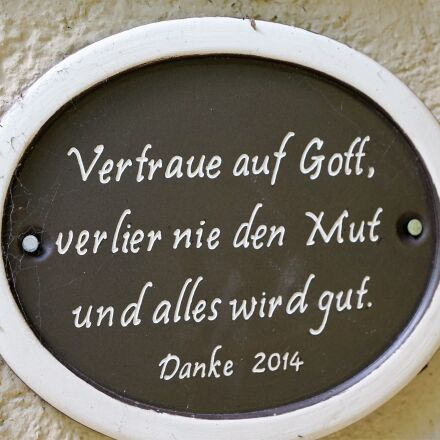 Vertraue auf Gott,
verlier nie den Mut
und alles wird gut.
Danke 2014